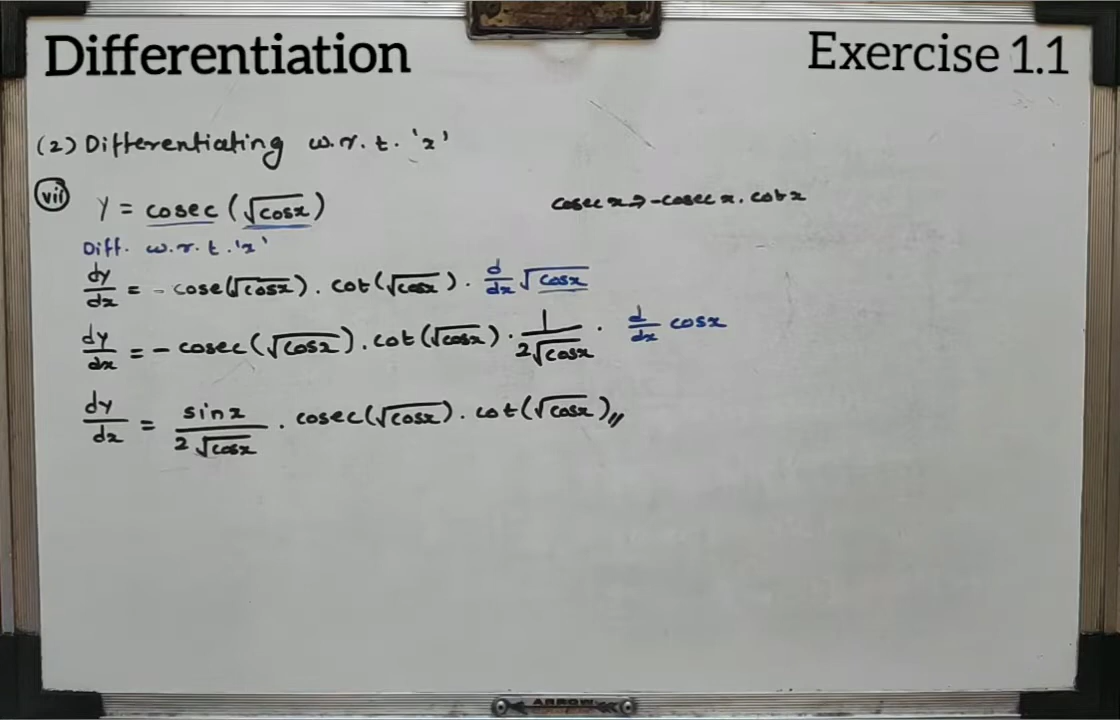 Differentiation Exercise 1.1
(2) Differentiating w.r.t. 'x'
(vii) y = cosec (√cosx) cosec x ⇒ -cosec x . cot x
Diff. w.r.t. 'x'
dy/dx = - cose(√cosx) . cot(√cosx) . d/dx √cosx
dy/dx = - cosec (√cosx) . cot (√cosx) . 1/2√cosx . d/dx cosx
dy/dx = sinx/2√cosx . cosec(√cosx) . cot(√cosx)//
ARROW